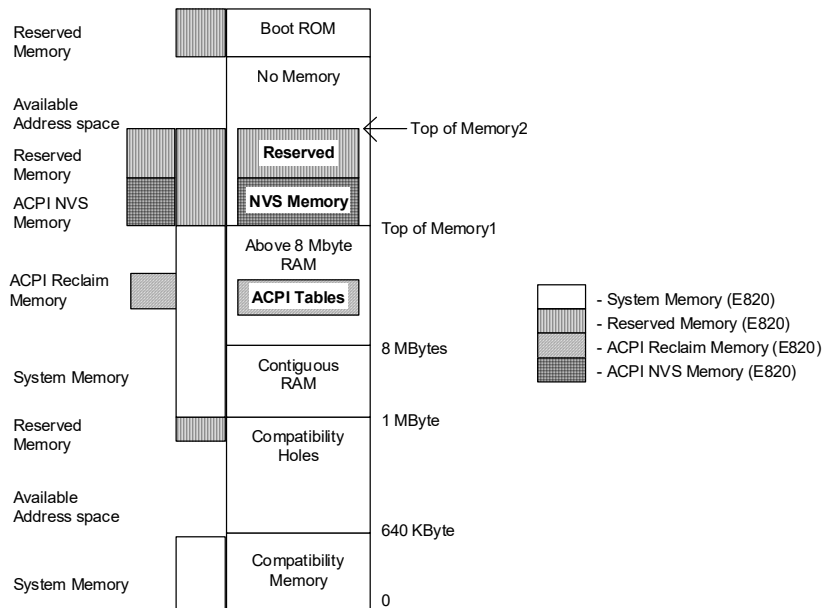 Reserved
Memory
Boot ROM
No Memory
Available
Address space
Top of Memory2
Reserved
Memory
Reserved
ACPI NVS
Memory
NVS Memory
Top of Memory1
Above 8 Mbyte
RAM
ACPI Reclaim
Memory
ACPI Tables
8 MBytes
System Memory
Contiguous
RAM
1 MByte
Reserved
Memory
Compatibility
Holes
Available
Address space
640 KByte
System Memory
Compatibility
Memory
0
- System Memory (E820)
- Reserved Memory (E820)
- ACPI Reclaim Memory (E820)
- ACPI NVS Memory (E820)